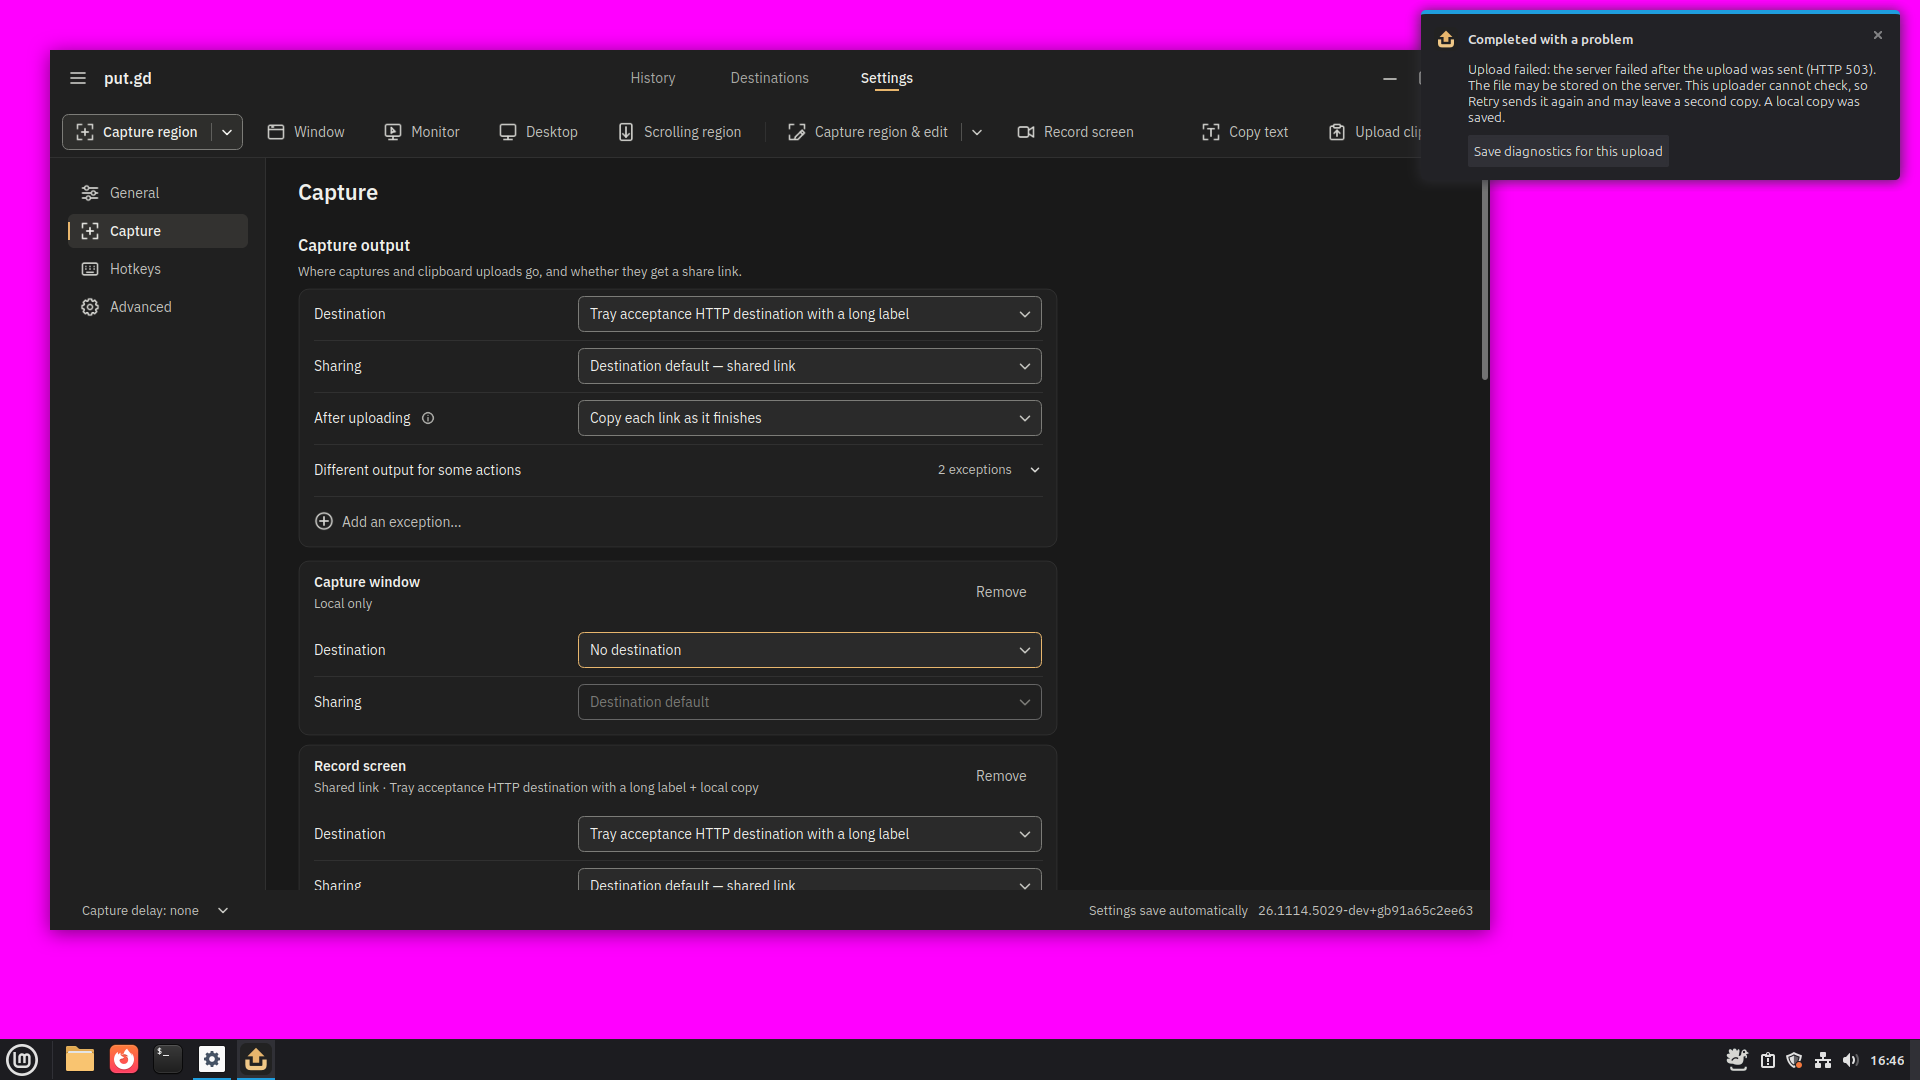 Completed with a problem
Upload failed: the server failed after the upload was sent (HTTP 503).
The file may be stored on the server. This uploader cannot check, so
Retry sends it again and may leave a second copy. A local copy was
saved.
Save diagnostics for this upload
put.gd
History
Destinations
Settings
Capture region
Window
Monitor
Desktop
Scrolling region
Capture region & edit
Record screen
Copy text
Upload cli
General
Capture
Hotkeys
Advanced
Capture
Capture output
Where captures and clipboard uploads go, and whether they get a share link.
Destination
Tray acceptance HTTP destination with a long label
Sharing
Destination default — shared link
After uploading
Copy each link as it finishes
Different output for some actions
2 exceptions
Add an exception...
Capture window
Local only
Remove
Destination
No destination
Sharing
Destination default
Record screen
Shared link · Tray acceptance HTTP destination with a long label + local copy
Remove
Destination
Tray acceptance HTTP destination with a long label
Sharing
Destination default — shared link
Capture delay: none
Settings save automatically
26.1114.5029-dev+gb91a65c2ee63
16:46